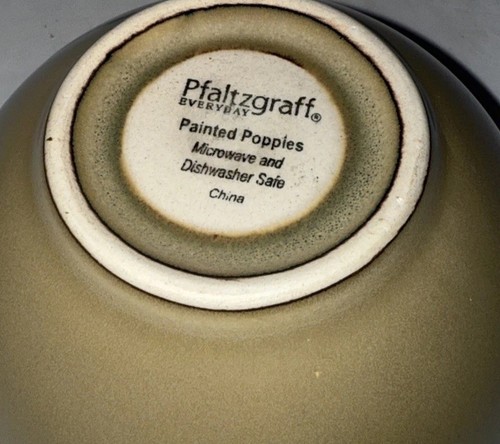 Pfaltzgraff®
EVERYDAY
Painted Poppies
Microwave and
Dishwasher Safe
China